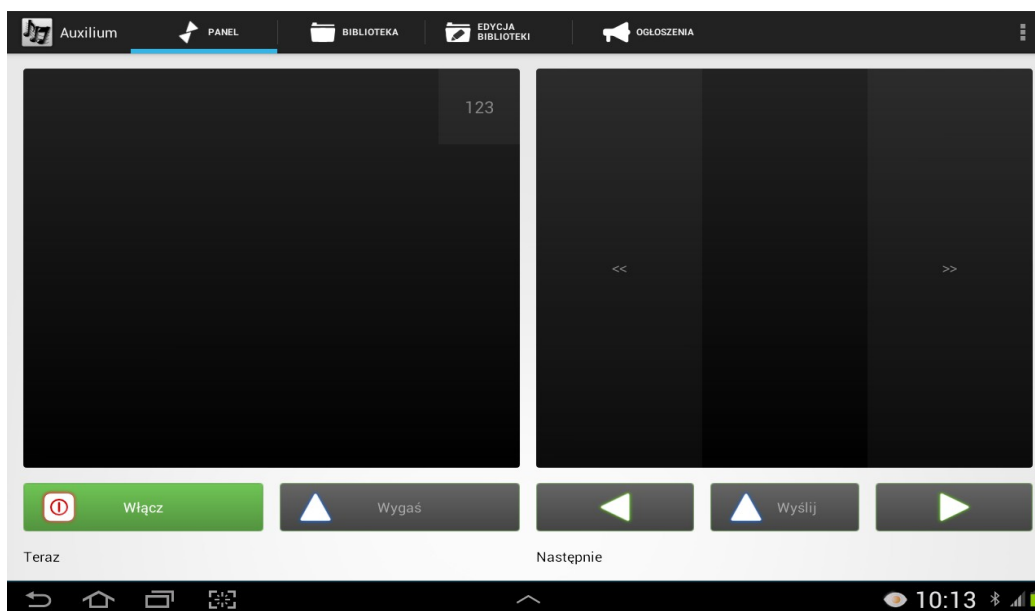 Auxilium
PANEL
BIBLIOTEKA
EDYCJA
BIBLIOTEKI
OGŁOSZENIA
123
<<
>>
Włącz
Wygaś
Wyślij
Teraz
Następnie
10:13